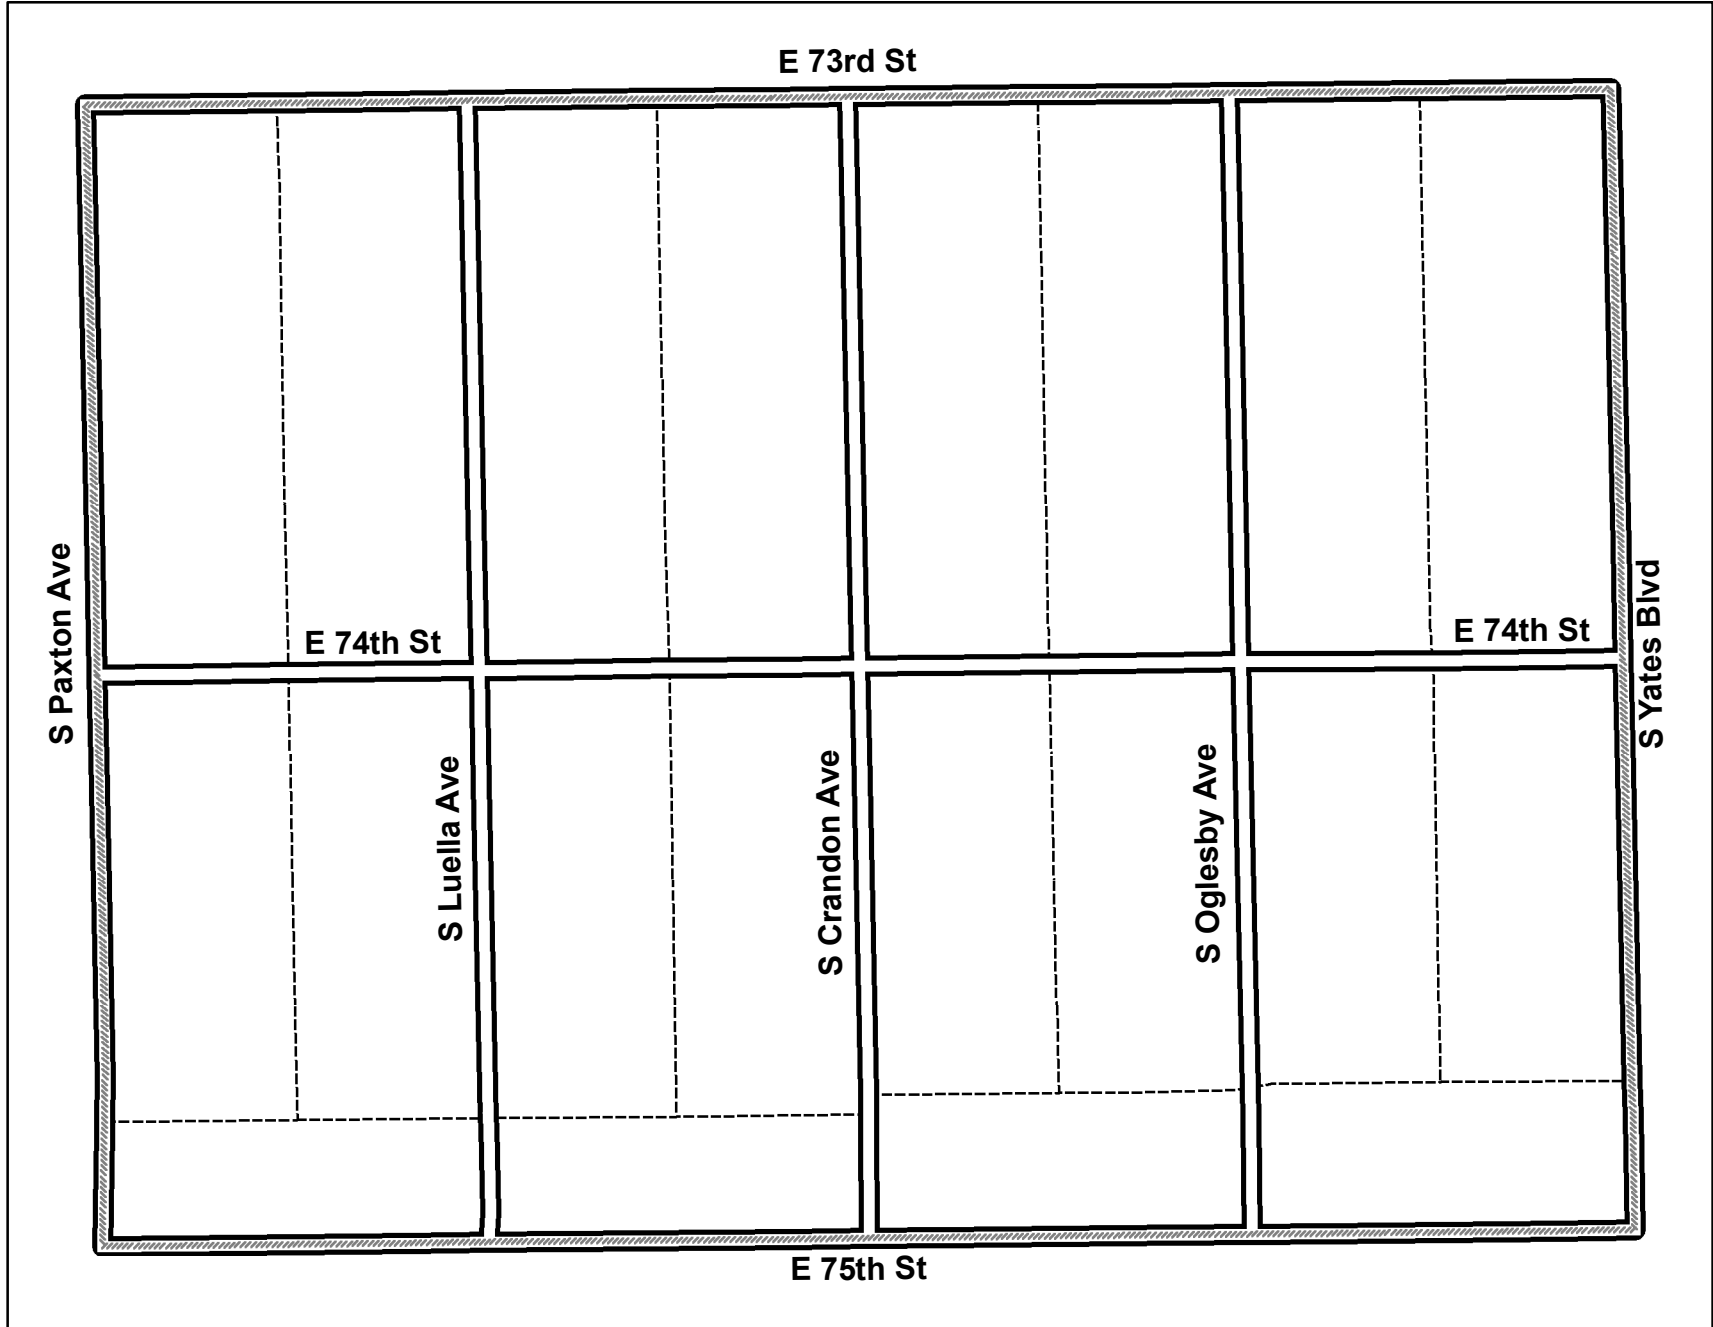 E 73rd St
S Paxton Ave
E 74th St
E 74th St
S Yates Blvd
S Luella Ave
S Crandon Ave
S Oglesby Ave
E 75th St